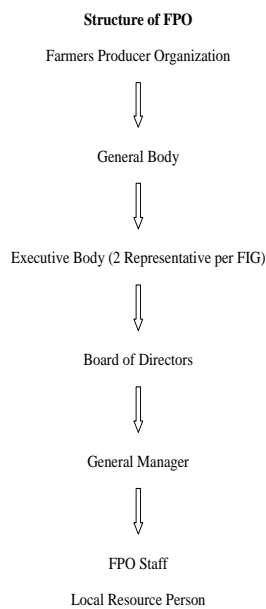 Structure of FPO
Farmers Producer Organization
General Body
Executive Body (2 Representative per FIG)
Board of Directors
General Manager
FPO Staff
Local Resource Person